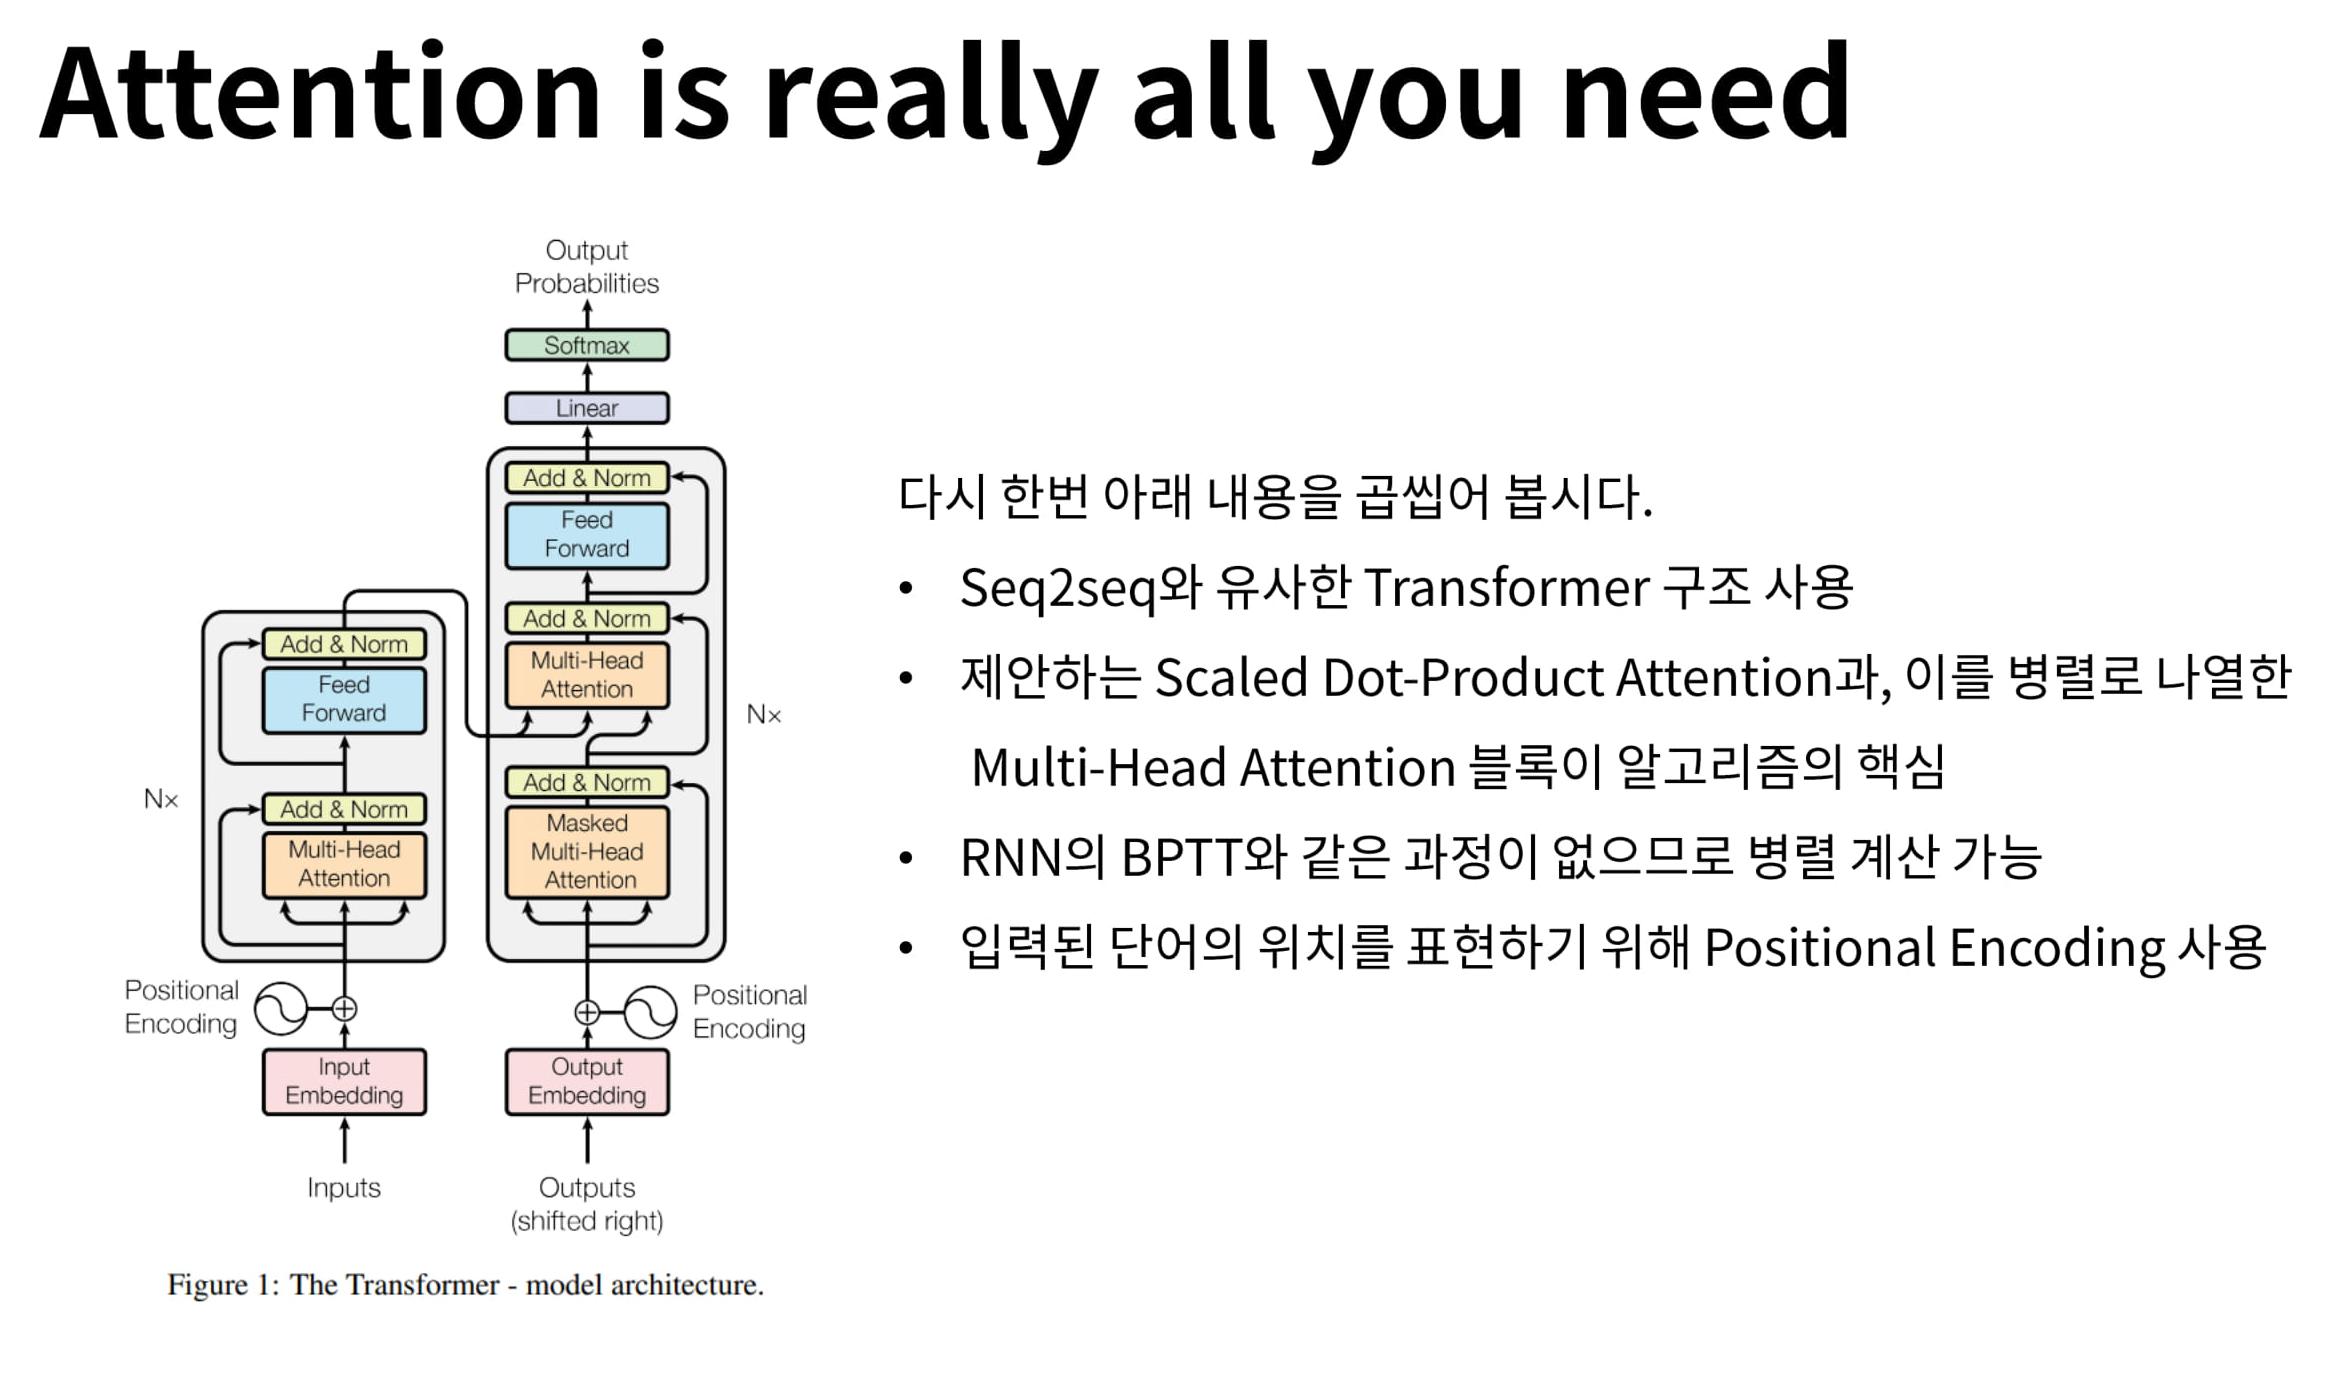 Attention is really all you need
Output
Probabilities
Softmax
Linear
Add & Norm
Feed
Forward
Add & Norm
Multi-Head
Attention
Nx
Add & Norm
Masked
Multi-Head
Attention
Add & Norm
Feed
Forward
Nx
Add & Norm
Multi-Head
Attention
Positional
Encoding
Positional
Encoding
Input
Embedding
Output
Embedding
Inputs
Outputs
(shifted right)
Figure 1: The Transformer - model architecture.
다시 한번 아래 내용을 곱씹어 봅시다.
• Seq2seq와 유사한 Transformer 구조 사용
• 제안하는 Scaled Dot-Product Attention과, 이를 병렬로 나열한
Multi-Head Attention 블록이 알고리즘의 핵심
• RNN의 BPTT와 같은 과정이 없으므로 병렬 계산 가능
• 입력된 단어의 위치를 표현하기 위해 Positional Encoding 사용